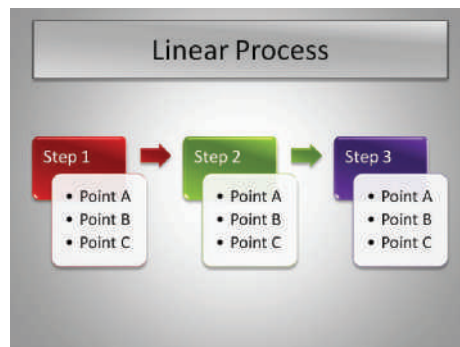 Linear Process
Step 1
• Point A
• Point B
• Point C
Step 2
• Point A
• Point B
• Point C
Step 3
• Point A
• Point B
• Point C